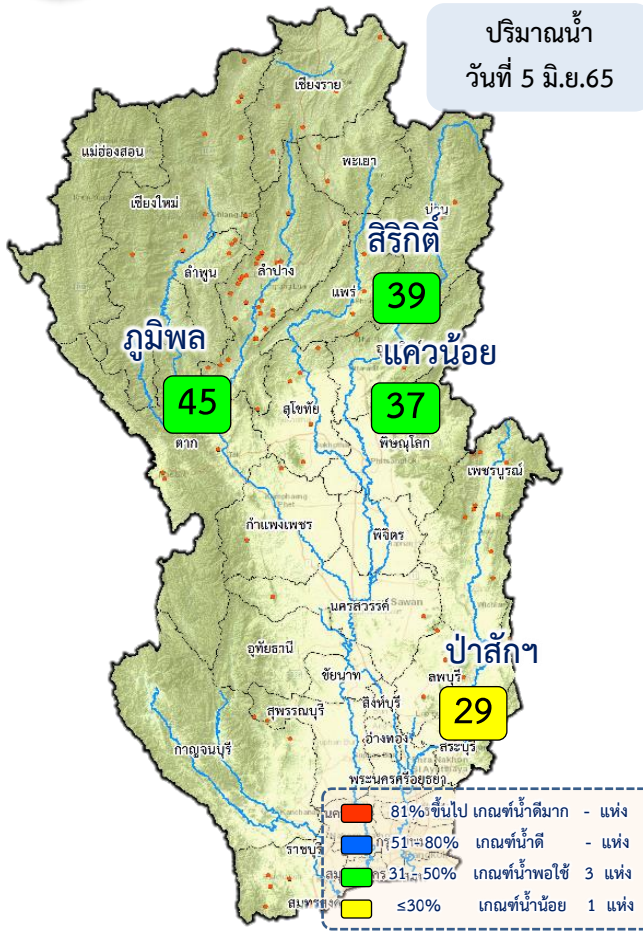 ปริมาณน้ำ
วันที่ 5 มิ.ย.65
เชียงราย
แม่ฮ่องสอน
พะเยา
เชียงใหม่
น่าน
สิริกิติ์
ลำพูน
ลำปาง
แพร่
39
ภูมิพล
แควน้อย
45
37
สุโขทัย
ตาก
พิษณุโลก
เพชรบูรณ์
กำแพงเพชร
พิจิตร
นครสวรรค์
Sawan
อุทัยธานี
ป่าสักฯ
ชัยนาท
ลพบุรี
สิงห์บุรี
29
สุพรรณบุรี
อ่างทอง
สระบุรี
กาญจนบุรี
พระนครศรีอยุธยา
81% ขึ้นไป เกณฑ์น้ำดีมาก - แห่ง
51 - 80% เกณฑ์น้ำดี - แห่ง
ราชบุรี
31 - 50% เกณฑ์น้ำพอใช้ 3 แห่ง
≤30% เกณฑ์น้ำน้อย 1 แห่ง